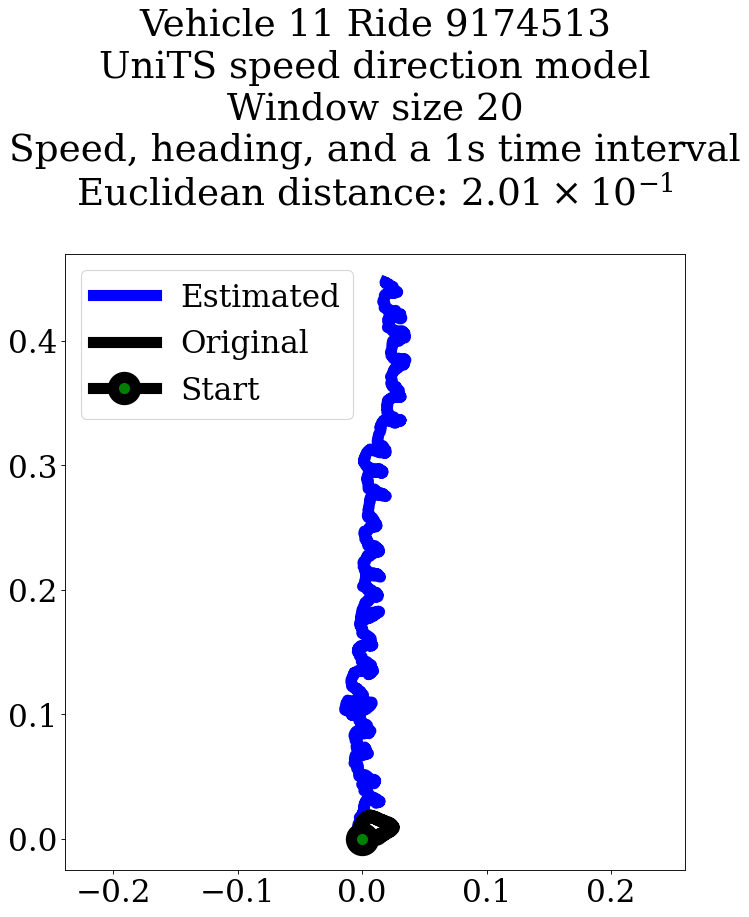 Vehicle 11 Ride 9174513
UniTS speed direction model
Window size 20
Speed, heading, and a 1s time interval
Euclidean distance: 2.01 × 10⁻¹
Estimated
Original
Start
0.4
0.3
0.2
0.1
0.0
−0.2 −0.1 0.0 0.1 0.2